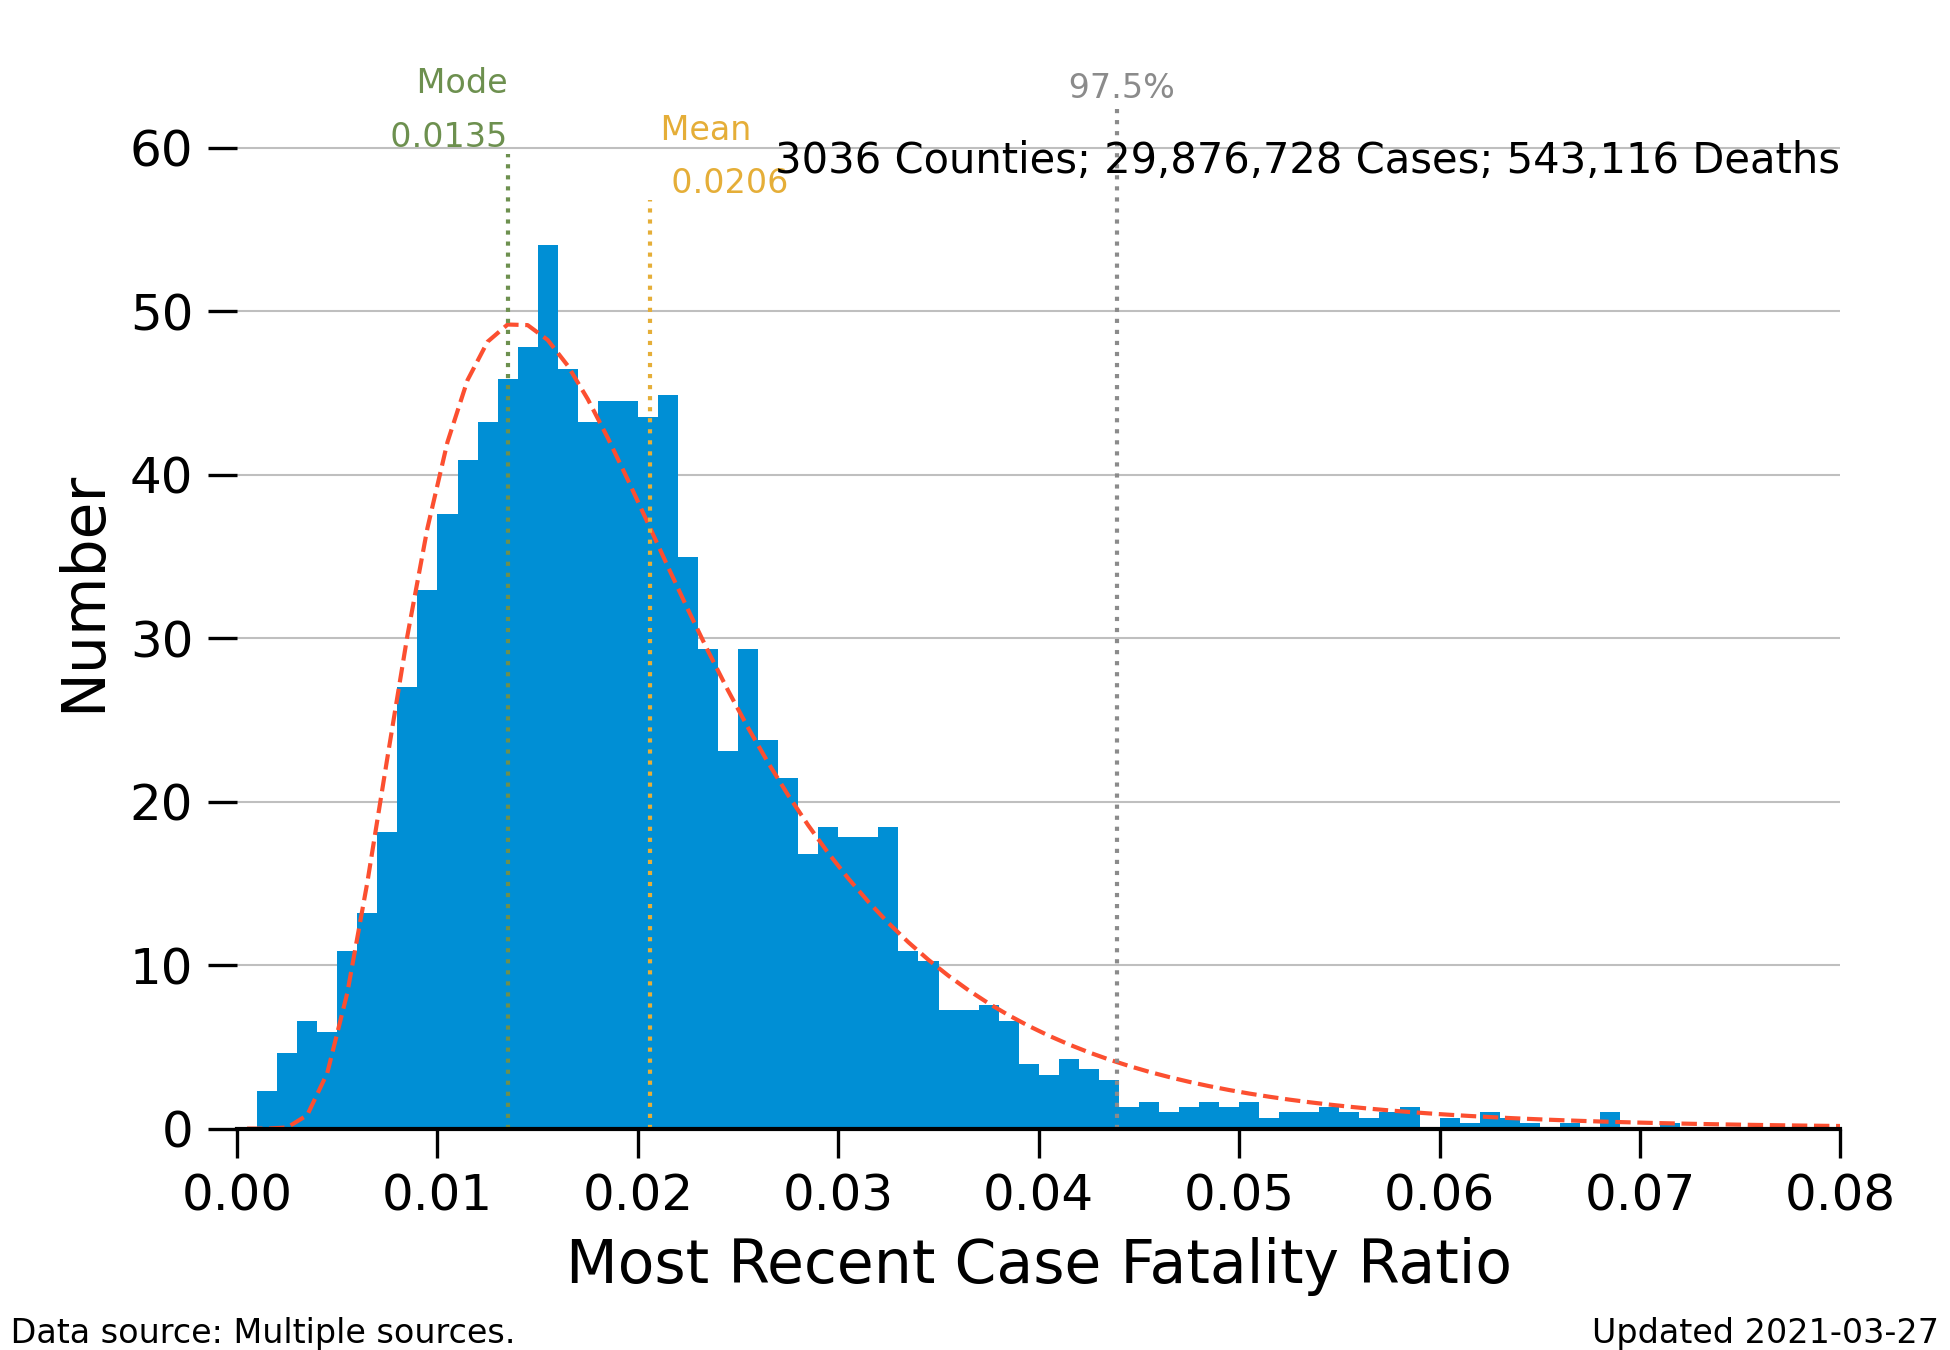 Mode
0.0135
Mean
0.0206
97.5%
3036 Counties; 29,876,728 Cases; 543,116 Deaths
60
50
40
30
20
10
0
Number
0.00 0.01 0.02 0.03 0.04 0.05 0.06 0.07 0.08
Most Recent Case Fatality Ratio
Data source: Multiple sources.
Updated 2021-03-27